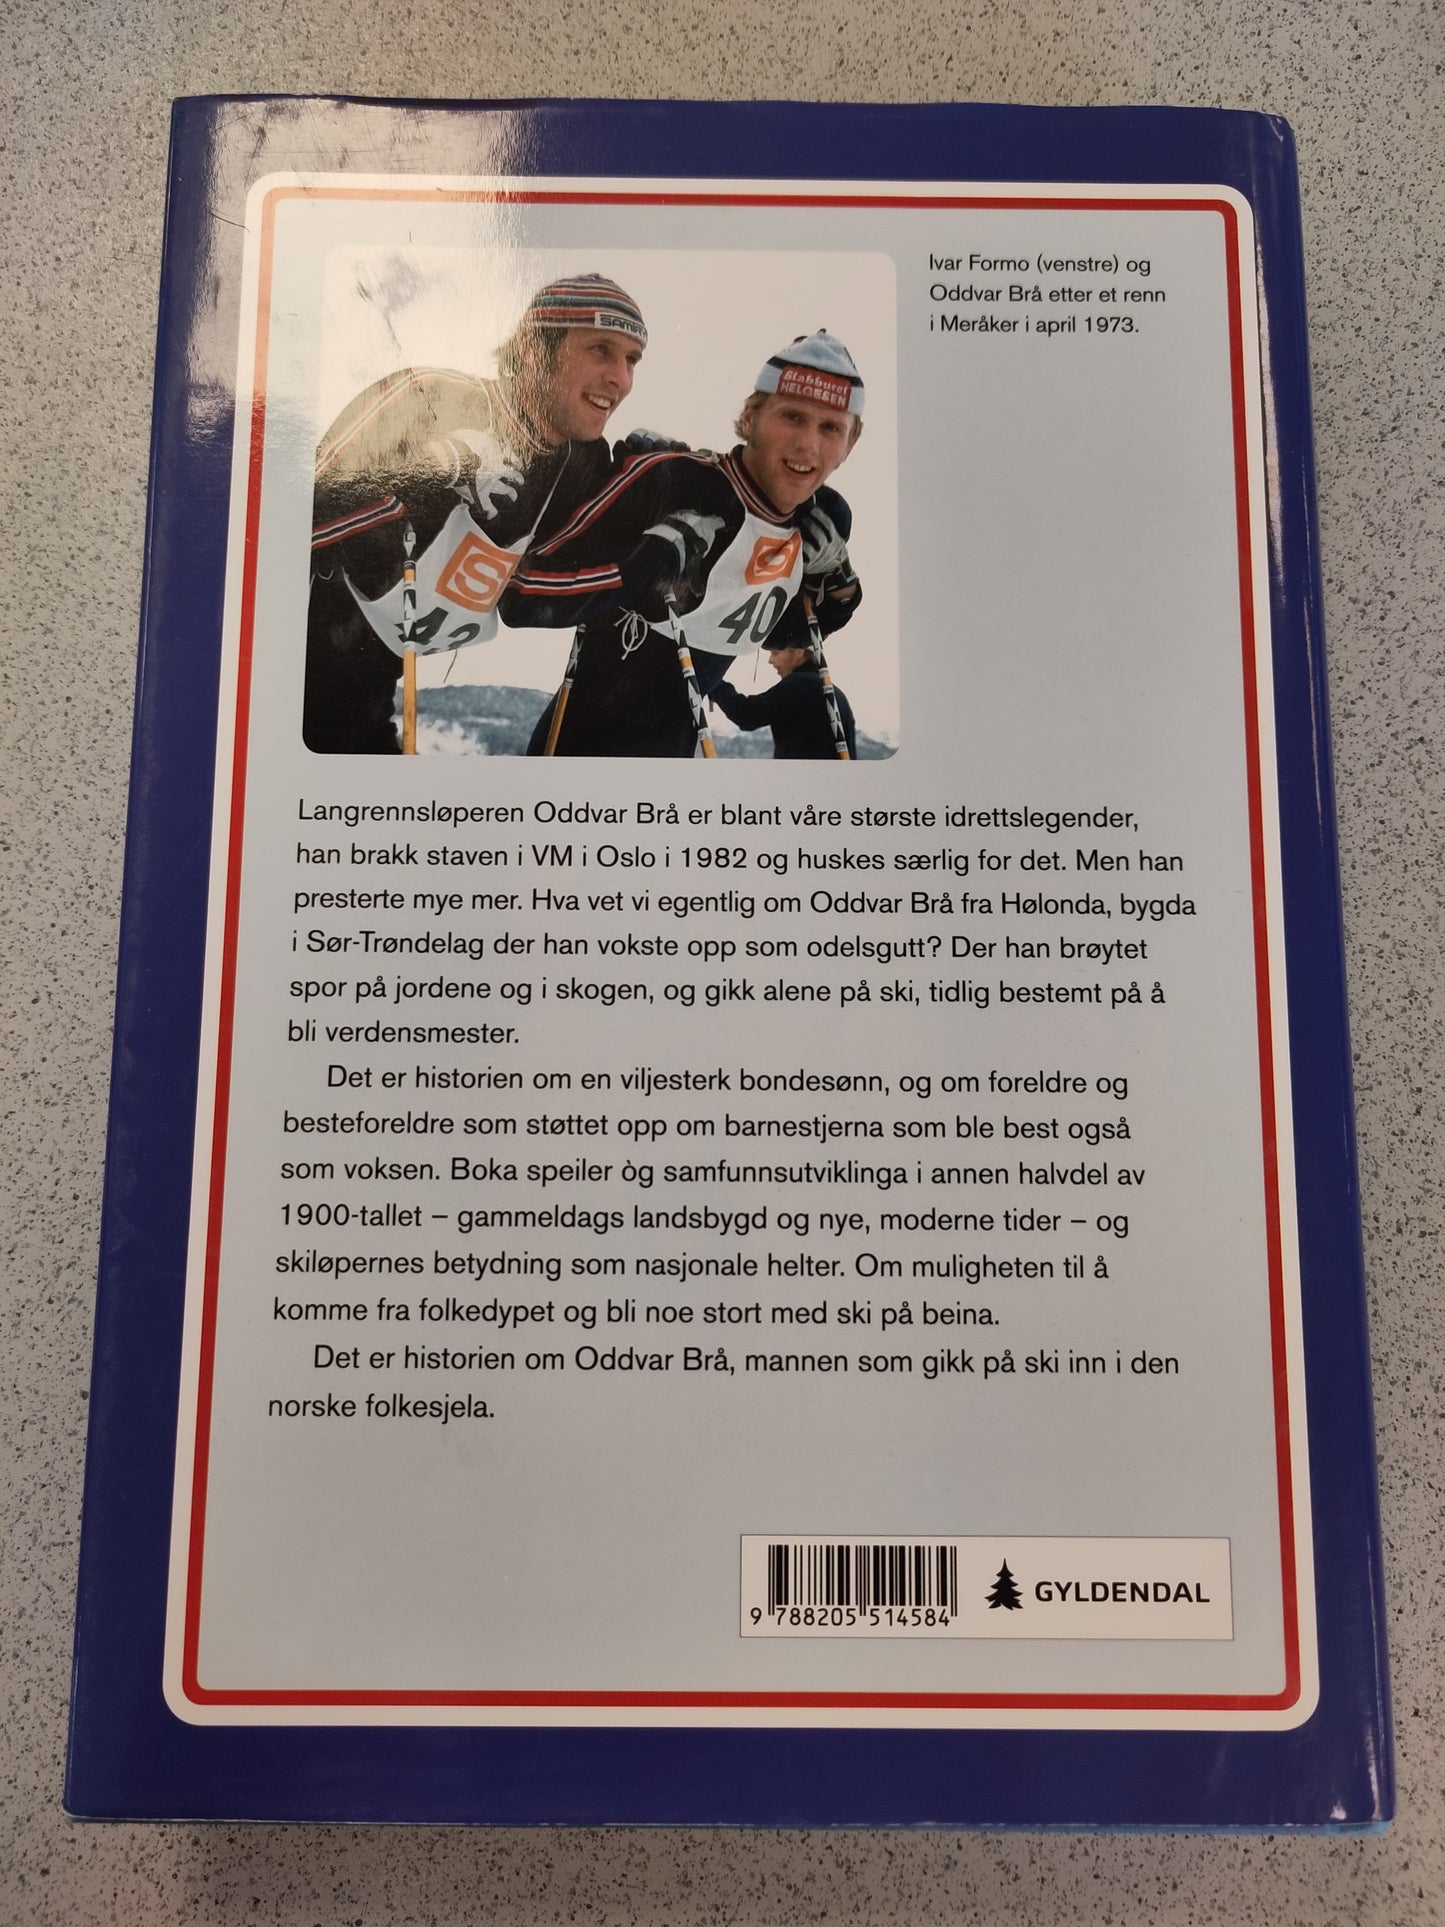 Ivar Formo (venstre) og
Oddvar Brå etter et renn
i Meråker i april 1973.
Stabburet
HELGESEN
S
S
40
Langrennsløperen Oddvar Brå er blant våre største idrettslegender,
han brakk staven i VM i Oslo i 1982 og huskes særlig for det. Men han
presterte mye mer. Hva vet vi egentlig om Oddvar Brå fra Hølonda, bygda
i Sør-Trøndelag der han vokste opp som odelsgutt? Der han brøytet
spor på jordene og i skogen, og gikk alene på ski, tidlig bestemt på å
bli verdensmester.
Det er historien om en viljesterk bondesønn, og om foreldre og
besteforeldre som støttet opp om barnestjerna som ble best også
som voksen. Boka speiler òg samfunnsutviklinga i annen halvdel av
1900-tallet – gammeldags landsbygd og nye, moderne tider – og
skiløpernes betydning som nasjonale helter. Om muligheten til å
komme fra folkedypet og bli noe stort med ski på beina.
Det er historien om Oddvar Brå, mannen som gikk på ski inn i den
norske folkesjela.
9 788205 514584
GYLDENDAL